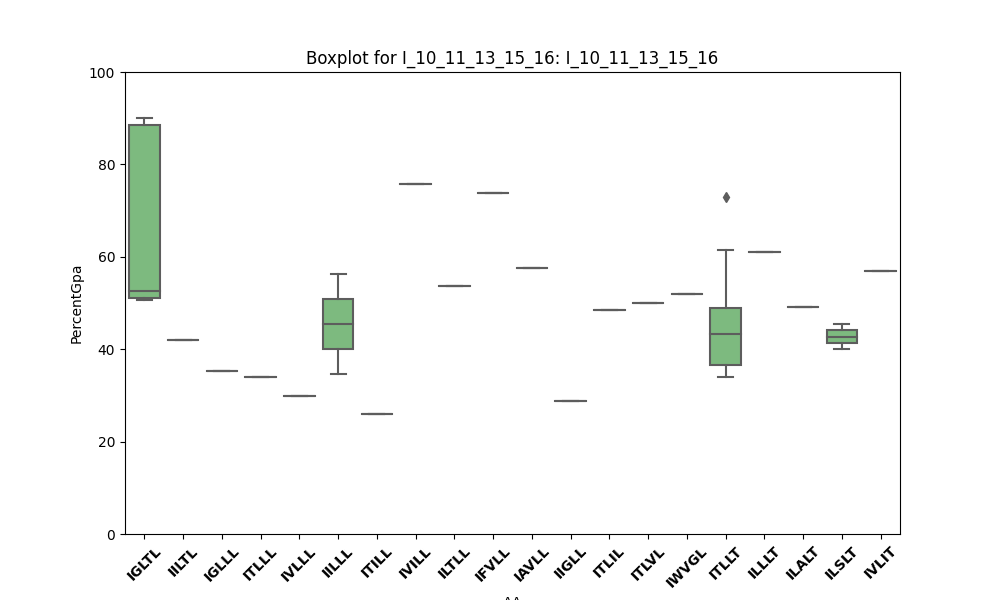 Boxplot for I_10_11_13_15_16: I_10_11_13_15_16
100
80
60
40
20
0
PercentGpa
IGLTL
IILTL
IGLLL
ITLLL
IVLLL
IILLL
ITILL
IVILL
ILTLL
IFVLL
IAVLL
IIGLL
ITLIL
ITLVL
IWVGL
ITLLT
ILLLT
ILALT
ILSLT
IVLIT